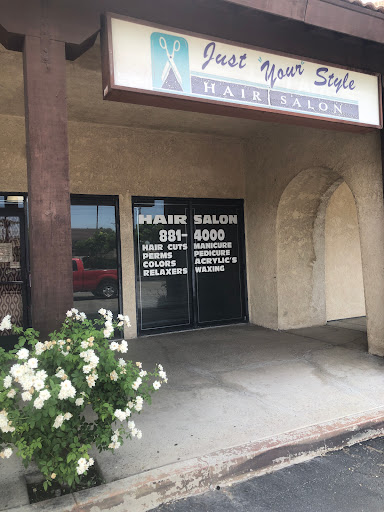 Just "Your" Style
HAIR SALON
HAIR SALON
881-4000
HAIR CUTS MANICURE
PERMS PEDICURE
COLORS ACRYLIC'S
RELAXERS WAXING